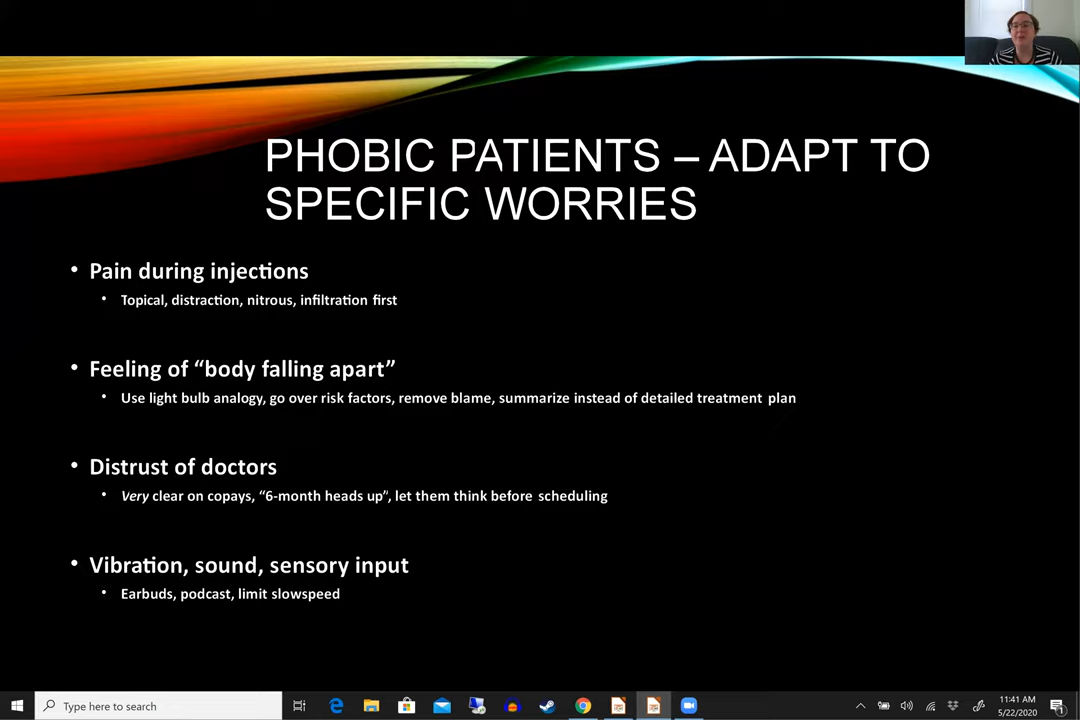 PHOBIC PATIENTS – ADAPT TO
SPECIFIC WORRIES
• Pain during injections
• Topical, distraction, nitrous, infiltration first
• Feeling of “body falling apart”
• Use light bulb analogy, go over risk factors, remove blame, summarize instead of detailed treatment plan
• Distrust of doctors
• Very clear on copays, “6-month heads up”, let them think before scheduling
• Vibration, sound, sensory input
• Earbuds, podcast, limit slowspeed
Type here to search
11:41 AM
5/22/2020
1